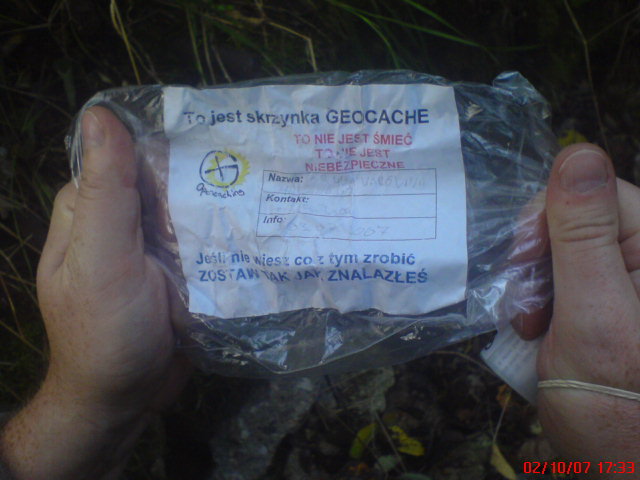 To jest skrzynka GEOCACHE
TO NIE JEST ŚMIEĆ
TO NIE JEST
NIEBEZPIECZNE
Geocaching
Nazwa:
Kontakt:
Info:
Jeśli nie wiesz co z tym zrobić
ZOSTAW TAK JAK ZNALAZŁEŚ
02/10/07 17:33